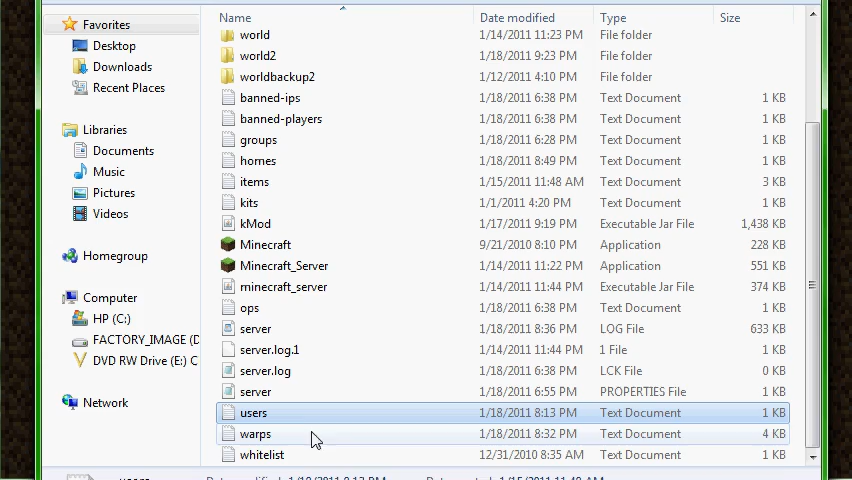 Favorites
Desktop
Downloads
Recent Places
Libraries
Documents
Music
Pictures
Videos
Homegroup
Computer
HP (C:)
FACTORY_IMAGE (D
DVD RW Drive (E:) C
Network
Name Date modified Type Size
world 1/14/2011 11:23 PM File folder
world2 1/18/2011 9:23 PM File folder
worldbackup2 1/12/2011 4:10 PM File folder
banned-ips 1/18/2011 6:38 PM Text Document 1 KB
banned-players 1/18/2011 6:38 PM Text Document 1 KB
groups 1/18/2011 6:28 PM Text Document 1 KB
homes 1/18/2011 8:49 PM Text Document 1 KB
items 1/15/2011 11:48 AM Text Document 3 KB
kits 1/1/2011 4:20 PM Text Document 1 KB
kMod 1/17/2011 9:19 PM Executable Jar File 1,438 KB
Minecraft 9/21/2010 8:10 PM Application 228 KB
Minecraft_Server 1/14/2011 11:22 PM Application 551 KB
minecraft_server 1/14/2011 11:44 PM Executable Jar File 374 KB
ops 1/18/2011 6:38 PM Text Document 1 KB
server 1/18/2011 8:36 PM LOG File 633 KB
server.log.1 1/14/2011 11:44 PM 1 File 1 KB
server.log 1/18/2011 6:38 PM LCK File 0 KB
server 1/18/2011 6:55 PM PROPERTIES File 1 KB
users 1/18/2011 8:13 PM Text Document 1 KB
warps 1/18/2011 8:32 PM Text Document 4 KB
whitelist 12/31/2010 8:35 AM Text Document 1 KB